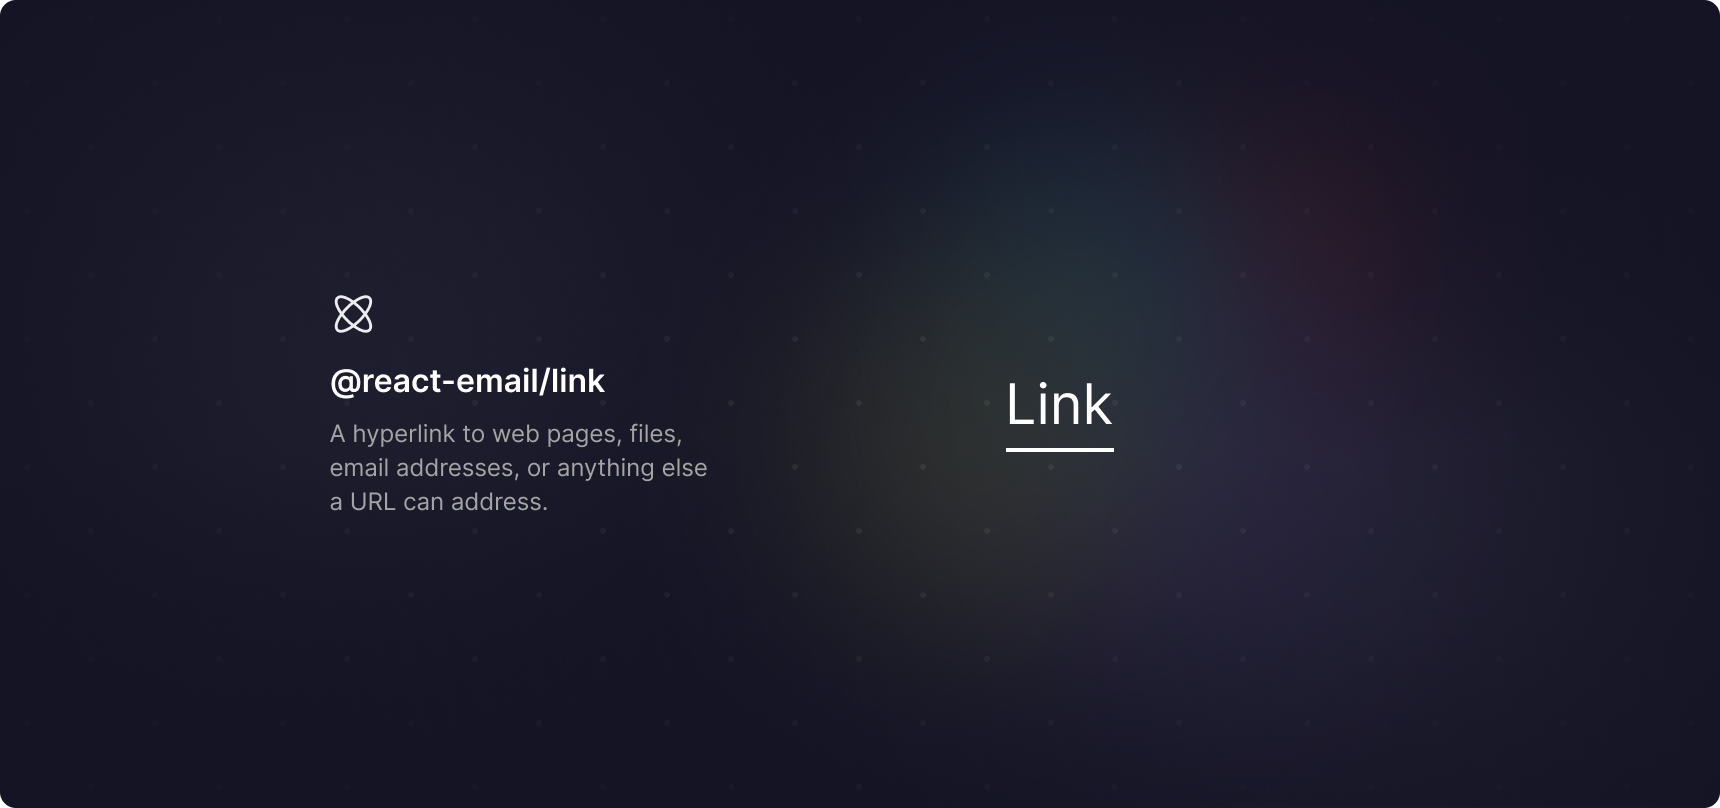 @react-email/link
A hyperlink to web pages, files,
email addresses, or anything else
a URL can address.
Link